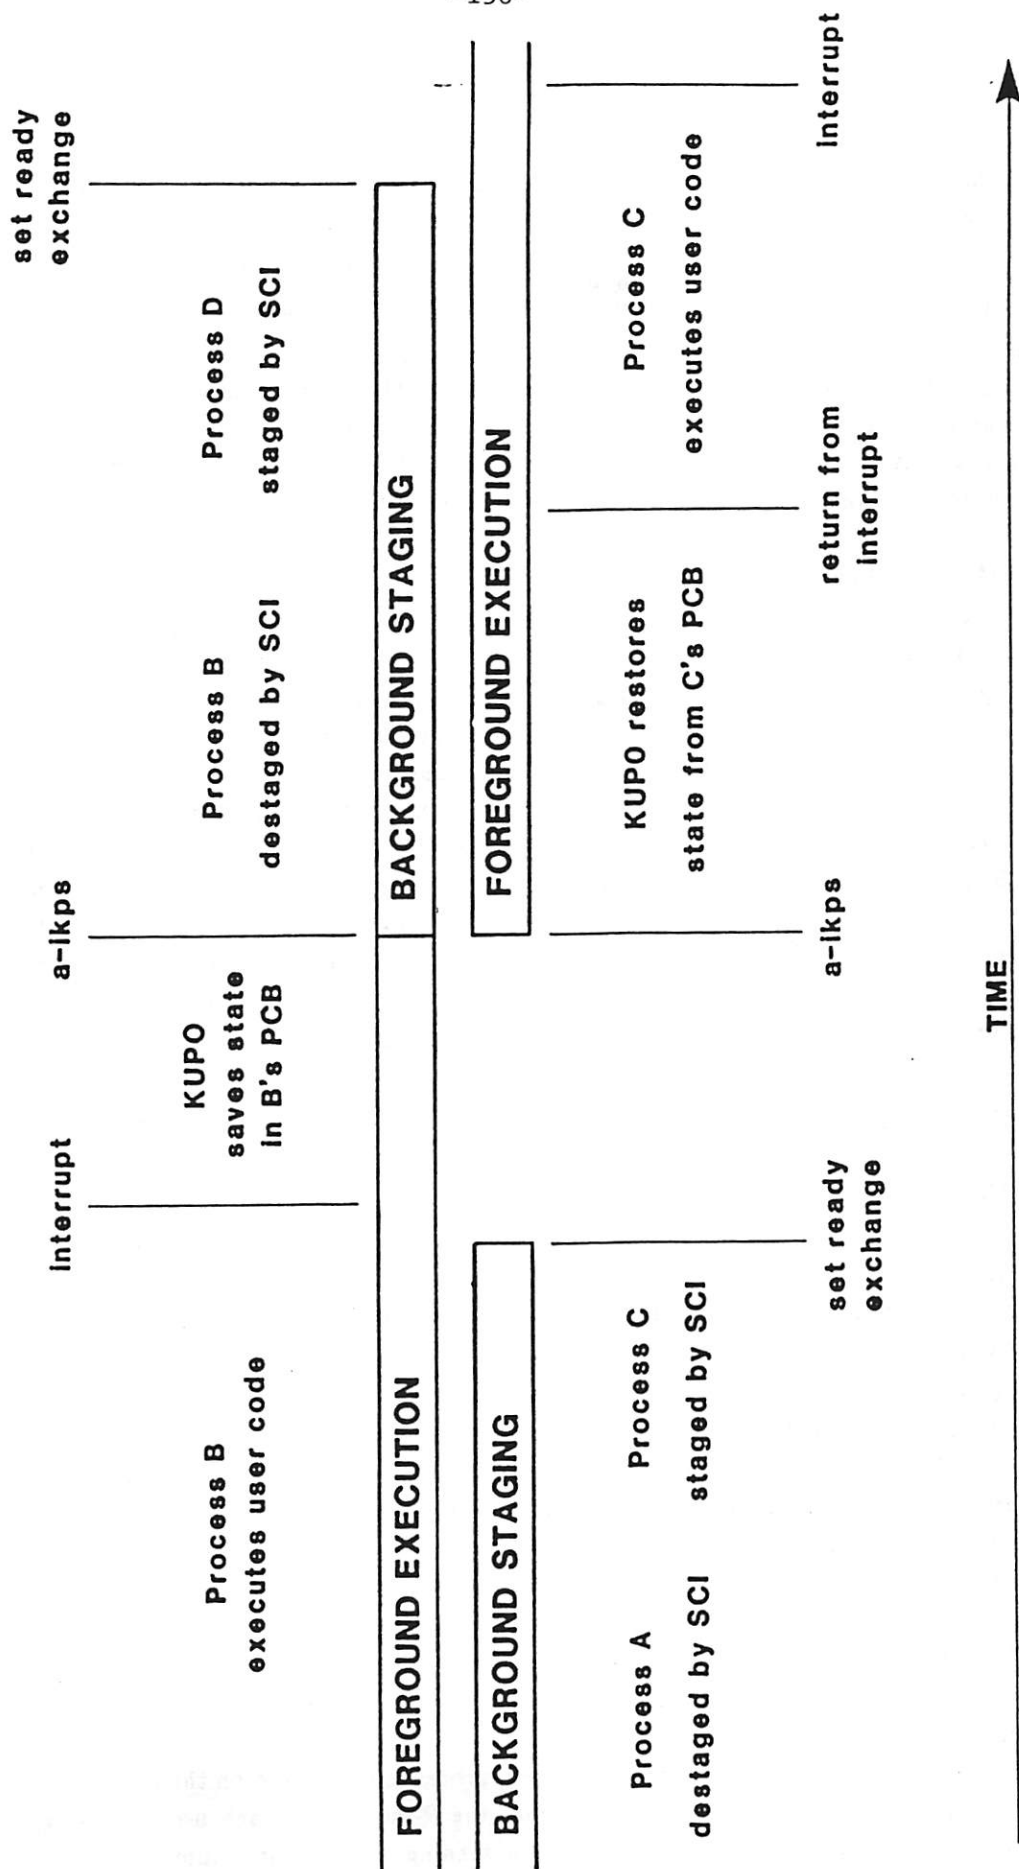 set ready
exchange
a-lkps
Interrupt
Process D
staged by SCI
Process B
destaged by SCI
KUPO
saves state
in B's PCB
Process B
executes user code
BACKGROUND STAGING
FOREGROUND EXECUTION
FOREGROUND EXECUTION
BACKGROUND STAGING
Process C
executes user code
KUPO restores
state from C's PCB
Process C
staged by SCI
Process A
destaged by SCI
Interrupt
return from
interrupt
a-lkps
set ready
exchange
TIME